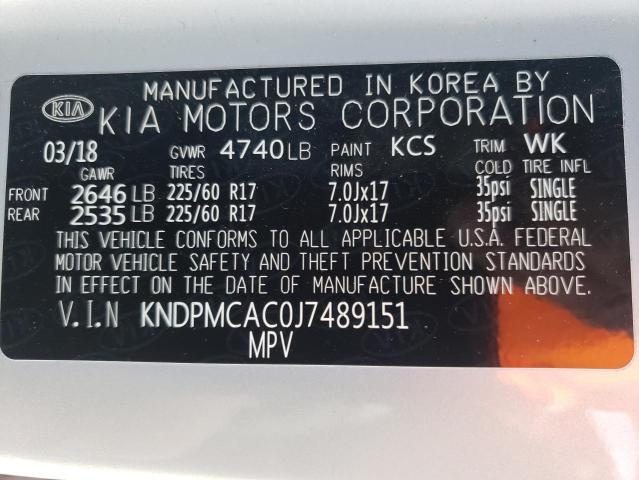 MANUFACTURED IN KOREA BY
KIA KIA MOTORS CORPORATION
03/18 GVWR 4740 LB PAINT KCS TRIM WK
GAWR TIRES RIMS COLD TIRE INFL
FRONT 2646 LB 225/60 R17 7.0Jx17 35psi SINGLE
REAR 2535 LB 225/60 R17 7.0Jx17 35psi SINGLE
THIS VEHICLE CONFORMS TO ALL APPLICABLE U.S.A. FEDERAL
MOTOR VEHICLE SAFETY AND THEFT PREVENTION STANDARDS
IN EFFECT ON THE DATE OF MANUFACTURE SHOWN ABOVE.
V.I.N KNDPMCAC0J7489151
MPV